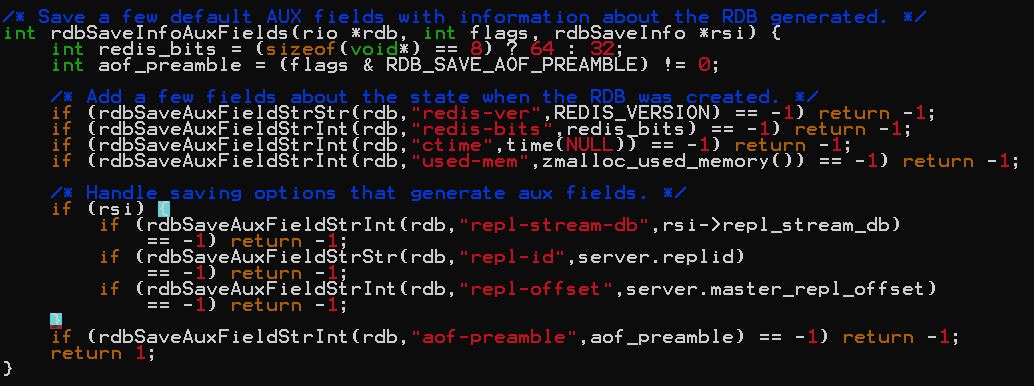 /* Save a few default AUX fields with information about the RDB generated. */
int rdbSaveInfoAuxFields(rio *rdb, int flags, rdbSaveInfo *rsi) {
    int redis_bits = (sizeof(void*) == 8) ? 64 : 32;
    int aof_preamble = (flags & RDB_SAVE_AOF_PREAMBLE) != 0;

    /* Add a few fields about the state when the RDB was created. */
    if (rdbSaveAuxFieldStrStr(rdb,"redis-ver",REDIS_VERSION) == -1) return -1;
    if (rdbSaveAuxFieldStrInt(rdb,"redis-bits",redis_bits) == -1) return -1;
    if (rdbSaveAuxFieldStrInt(rdb,"ctime",time(NULL)) == -1) return -1;
    if (rdbSaveAuxFieldStrInt(rdb,"used-mem",zmalloc_used_memory()) == -1) return -1;

    /* Handle saving options that generate aux fields. */
    if (rsi) {
        if (rdbSaveAuxFieldStrInt(rdb,"repl-stream-db",rsi->repl_stream_db)
            == -1) return -1;
        if (rdbSaveAuxFieldStrStr(rdb,"repl-id",server.replid)
            == -1) return -1;
        if (rdbSaveAuxFieldStrInt(rdb,"repl-offset",server.master_repl_offset)
            == -1) return -1;
    }
    if (rdbSaveAuxFieldStrInt(rdb,"aof-preamble",aof_preamble) == -1) return -1;
    return 1;
}